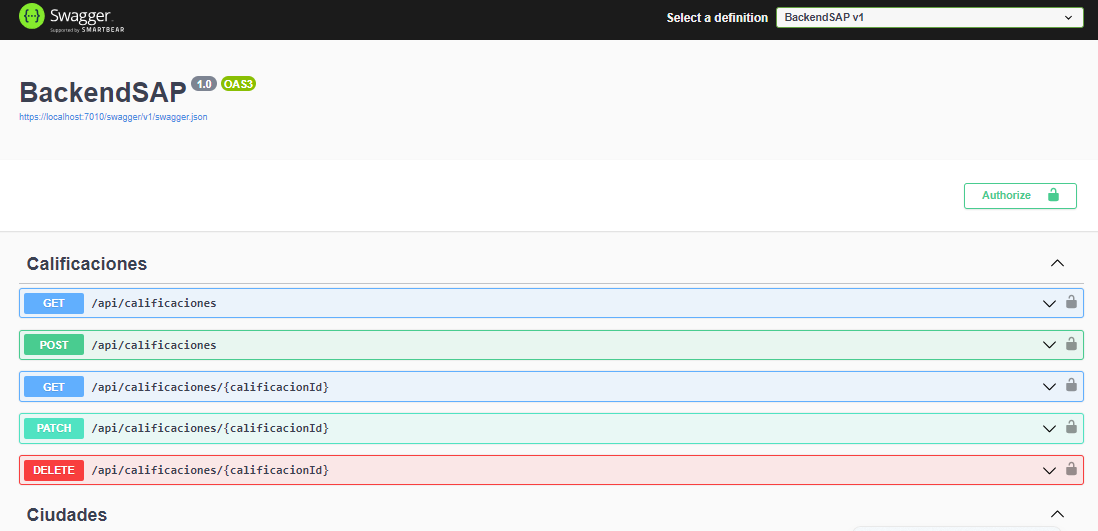 Swagger.
Supported by SMARTBEAR
Select a definition
BackendSAP v1
BackendSAP 1.0 OAS3
https://localhost:7010/swagger/v1/swagger.json
Authorize
Calificaciones
GET /api/calificaciones
POST /api/calificaciones
GET /api/calificaciones/{calificacionId}
PATCH /api/calificaciones/{calificacionId}
DELETE /api/calificaciones/{calificacionId}
Ciudades